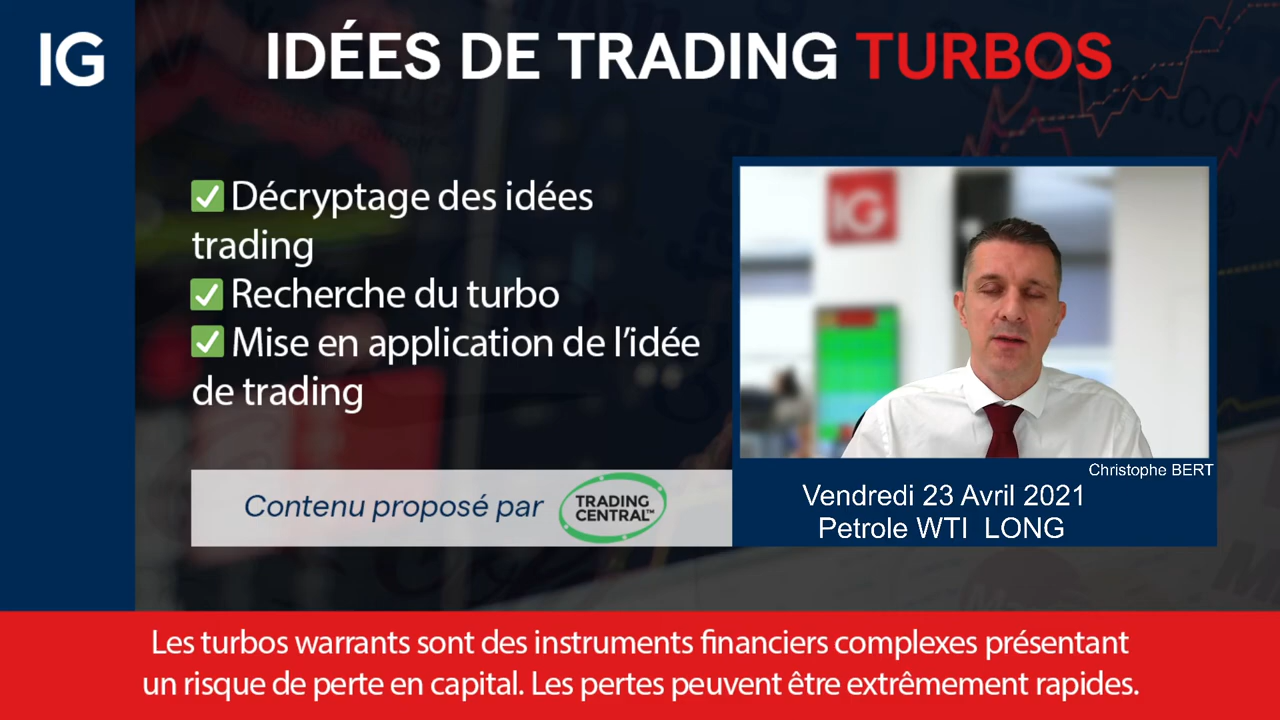 IG
IDÉES DE TRADING TURBOS
✅ Décryptage des idées
trading
✅ Recherche du turbo
✅ Mise en application de l'idée
de trading
IG
Contenu proposé par
TRADING
CENTRAL™
Christophe BERT
Vendredi 23 Avril 2021
Petrole WTI LONG
Les turbos warrants sont des instruments financiers complexes présentant
un risque de perte en capital. Les pertes peuvent être extrêmement rapides.